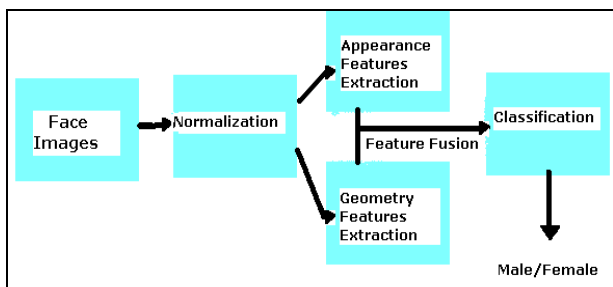 Face
Images
Normalization
Appearance
Features
Extraction
Geometry
Features
Extraction
Feature Fusion
Classification
Male/Female